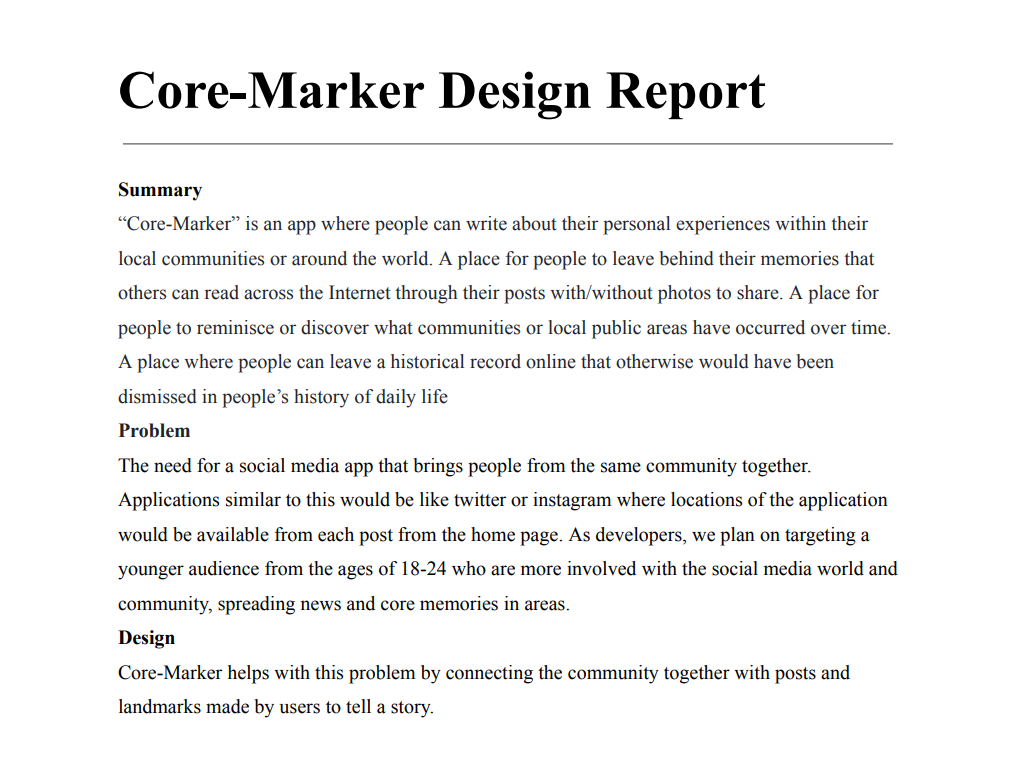 Core-Marker Design Report
Summary
“Core-Marker” is an app where people can write about their personal experiences within their
local communities or around the world. A place for people to leave behind their memories that
others can read across the Internet through their posts with/without photos to share. A place for
people to reminisce or discover what communities or local public areas have occurred over time.
A place where people can leave a historical record online that otherwise would have been
dismissed in people’s history of daily life
Problem
The need for a social media app that brings people from the same community together.
Applications similar to this would be like twitter or instagram where locations of the application
would be available from each post from the home page. As developers, we plan on targeting a
younger audience from the ages of 18-24 who are more involved with the social media world and
community, spreading news and core memories in areas.
Design
Core-Marker helps with this problem by connecting the community together with posts and
landmarks made by users to tell a story.